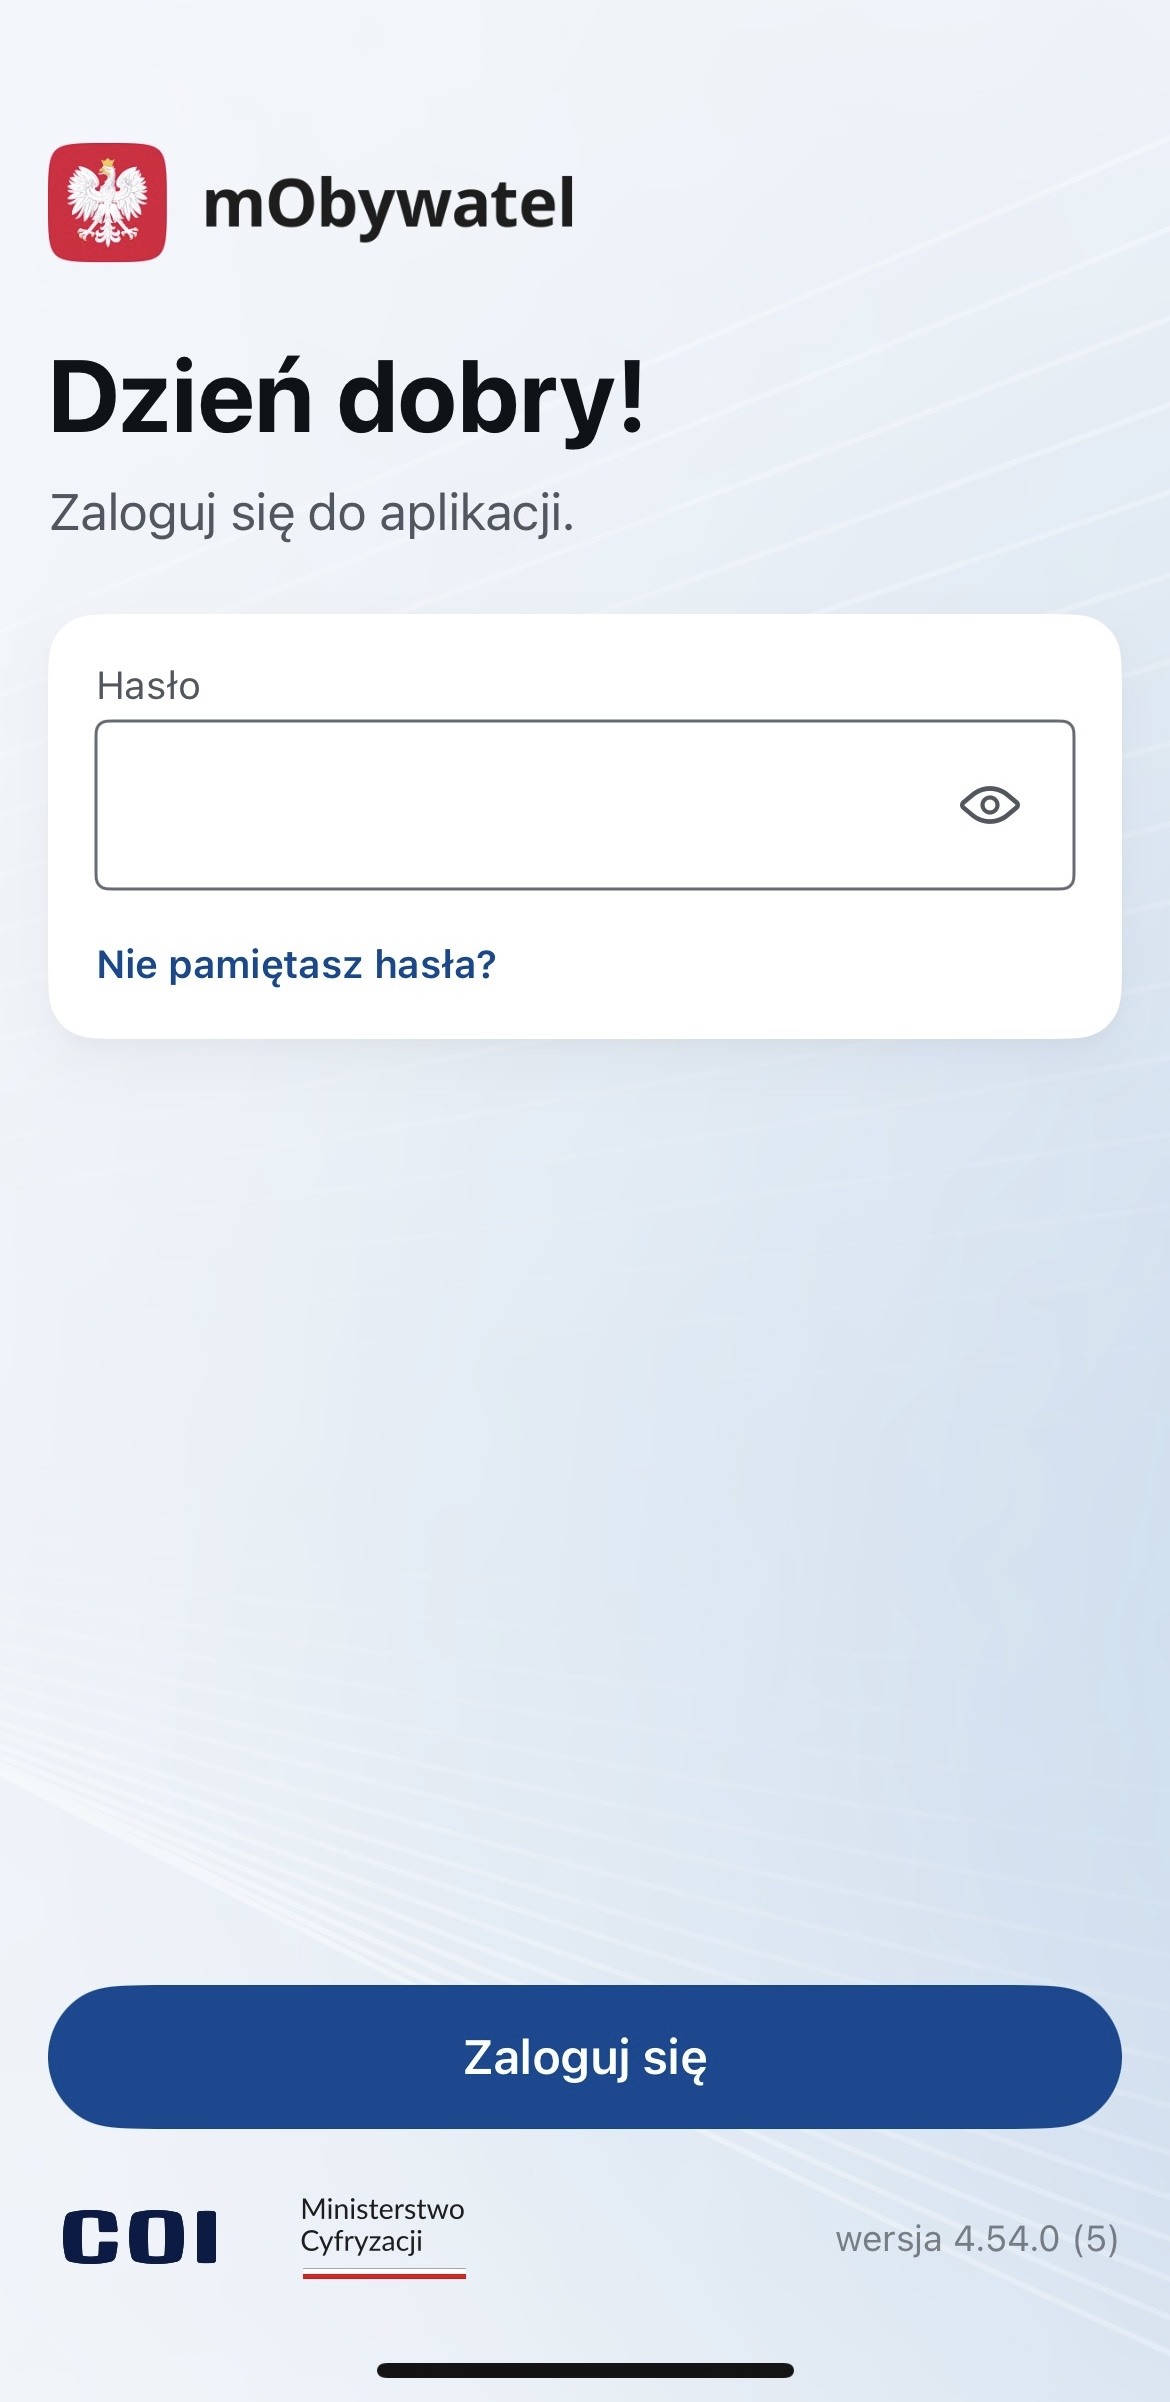 mObywatel
Dzień dobry!
Zaloguj się do aplikacji.
Hasło
Nie pamiętasz hasła?
Zaloguj się
COI
Ministerstwo
Cyfryzacji
wersja 4.54.0 (5)